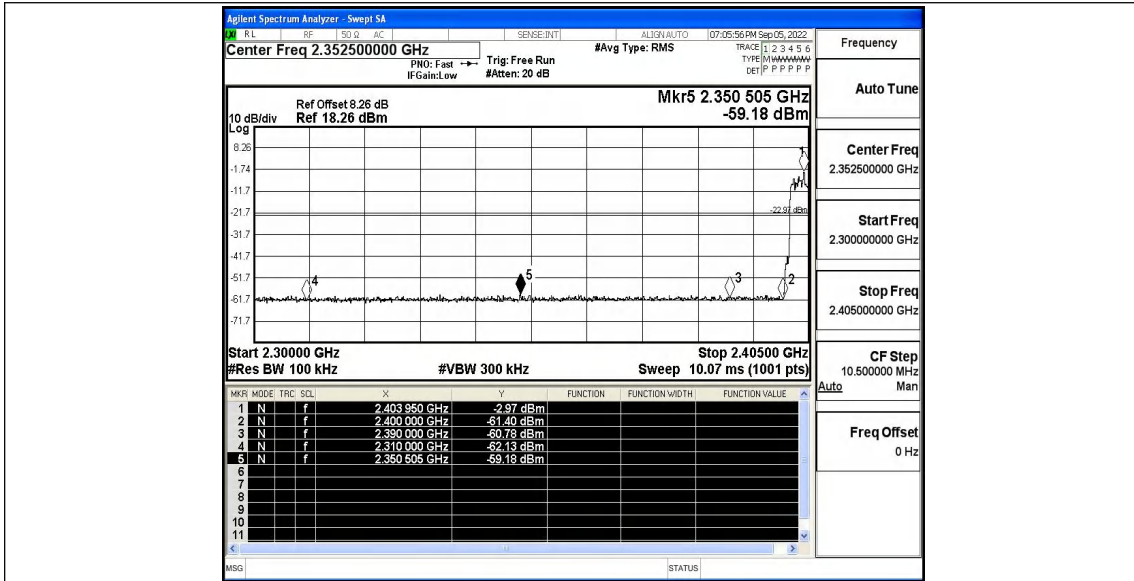 Agilent Spectrum Analyzer - Swept SA
LXI RL RF 50 Ω AC SENSE:INT ALIGN AUTO 07:05:56 PM Sep 05, 2022
Center Freq 2.352500000 GHz #Avg Type: RMS TRACE 1 2 3 4 5 6
PNO: Fast Trig: Free Run TYPE M
IFGain:Low #Atten: 20 dB DET P P P P P P
Mkr5 2.350 505 GHz
Ref Offset 8.26 dB
10 dB/div Ref 18.26 dBm -59.18 dBm
Log
1
8.26
-1.74
-11.7
-21.7 -22.97 dBm
-31.7
-41.7
-51.7 4 5 3 2
-61.7
-71.7
Start 2.30000 GHz Stop 2.40500 GHz
#Res BW 100 kHz #VBW 300 kHz Sweep 10.07 ms (1001 pts)
MKR MODE TRC SCL X Y FUNCTION FUNCTION WIDTH FUNCTION VALUE
1 N f 2.403 950 GHz -2.97 dBm
2 N f 2.400 000 GHz -61.40 dBm
3 N f 2.390 000 GHz -60.78 dBm
4 N f 2.310 000 GHz -62.13 dBm
5 N f 2.350 505 GHz -59.18 dBm
6
7
8
9
10
11
MSG STATUS
Frequency
Auto Tune
Center Freq
2.352500000 GHz
Start Freq
2.300000000 GHz
Stop Freq
2.405000000 GHz
CF Step
10.500000 MHz
Auto Man
Freq Offset
0 Hz